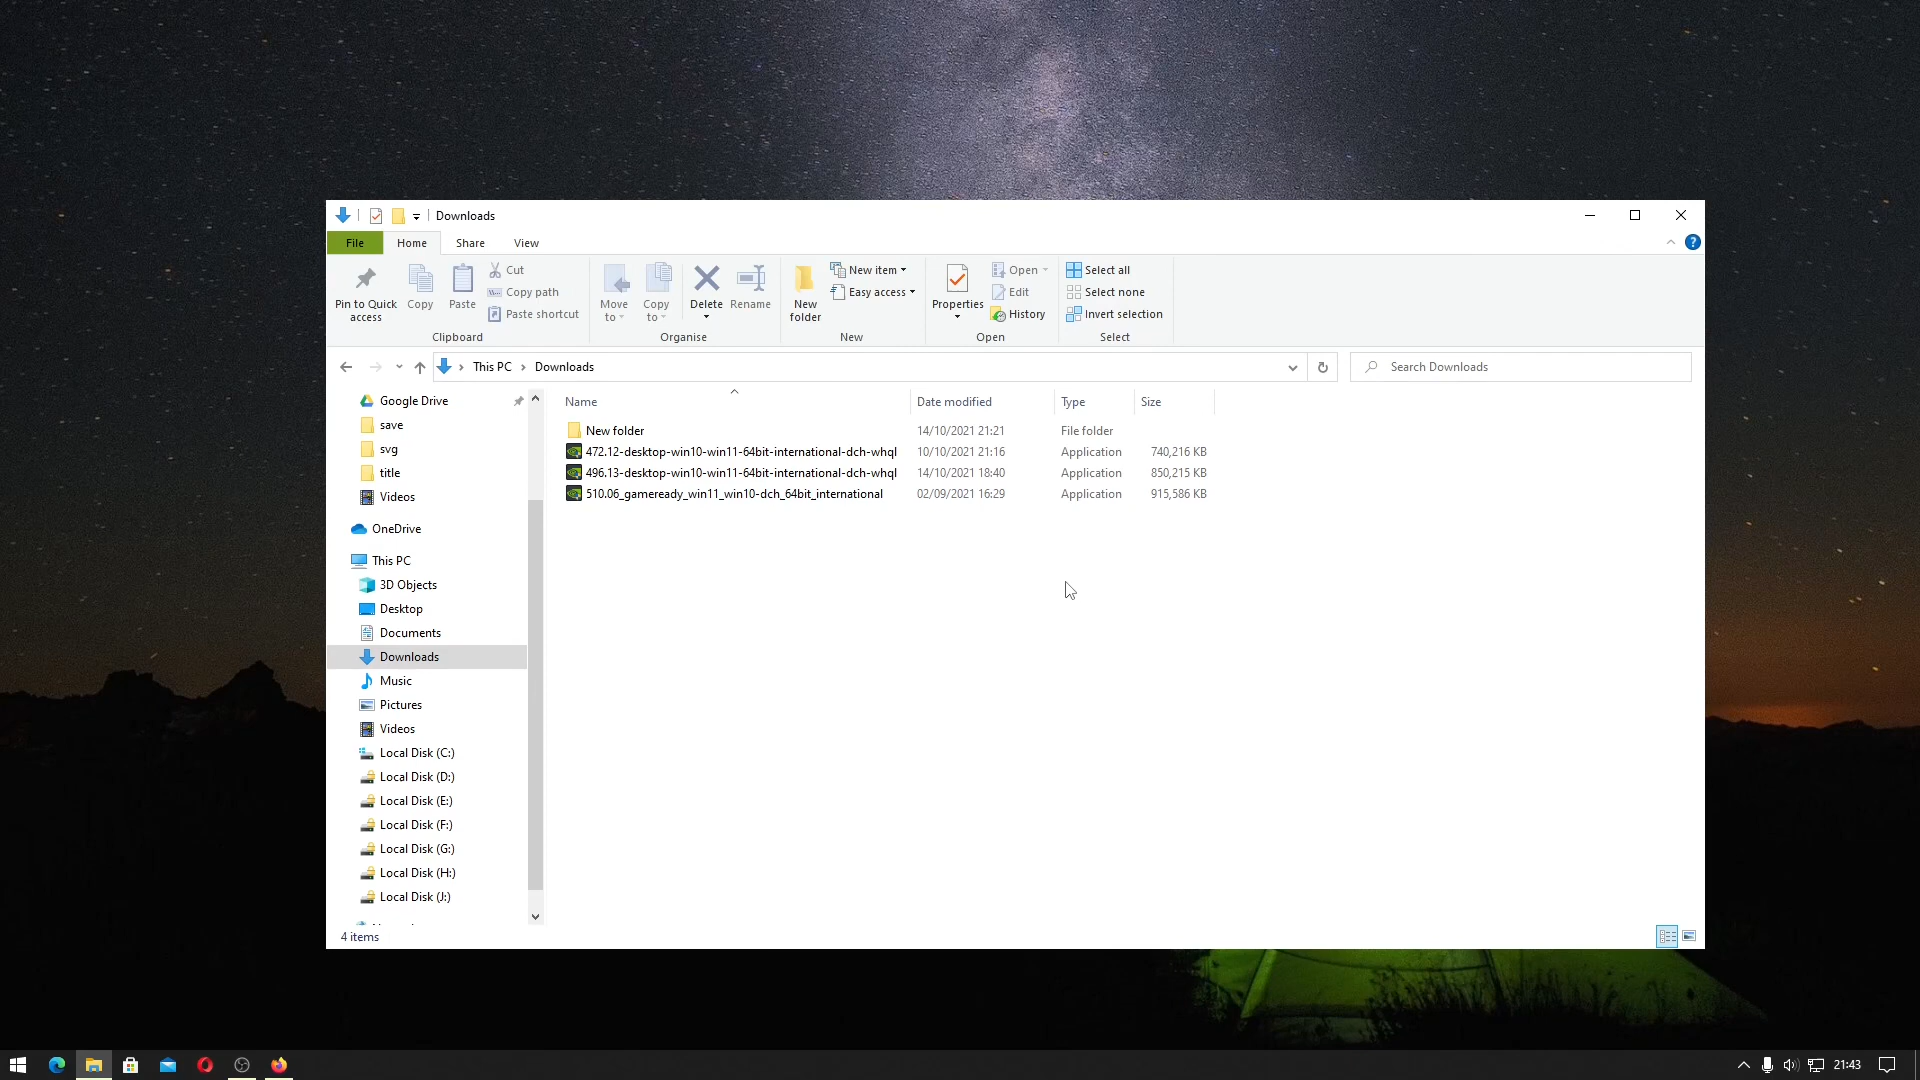 Downloads
File Home Share View
Pin to Quick access
Copy
Paste
Cut
Copy path
Paste shortcut
Clipboard
Move to
Copy to
Delete
Rename
Organise
New folder
New item
Easy access
New
Properties
Open
Edit
History
Open
Select all
Select none
Invert selection
Select
This PC > Downloads
Search Downloads
Google Drive
save
svg
title
Videos
OneDrive
This PC
3D Objects
Desktop
Documents
Downloads
Music
Pictures
Videos
Local Disk (C:)
Local Disk (D:)
Local Disk (E:)
Local Disk (F:)
Local Disk (G:)
Local Disk (H:)
Local Disk (J:)
Name Date modified Type Size
New folder 14/10/2021 21:21 File folder
472.12-desktop-win10-win11-64bit-international-dch-whql 10/10/2021 21:16 Application 740,216 KB
496.13-desktop-win10-win11-64bit-international-dch-whql 14/10/2021 18:40 Application 850,215 KB
510.06_gameready_win11_win10-dch_64bit_international 02/09/2021 16:29 Application 915,586 KB
4 items
21:43